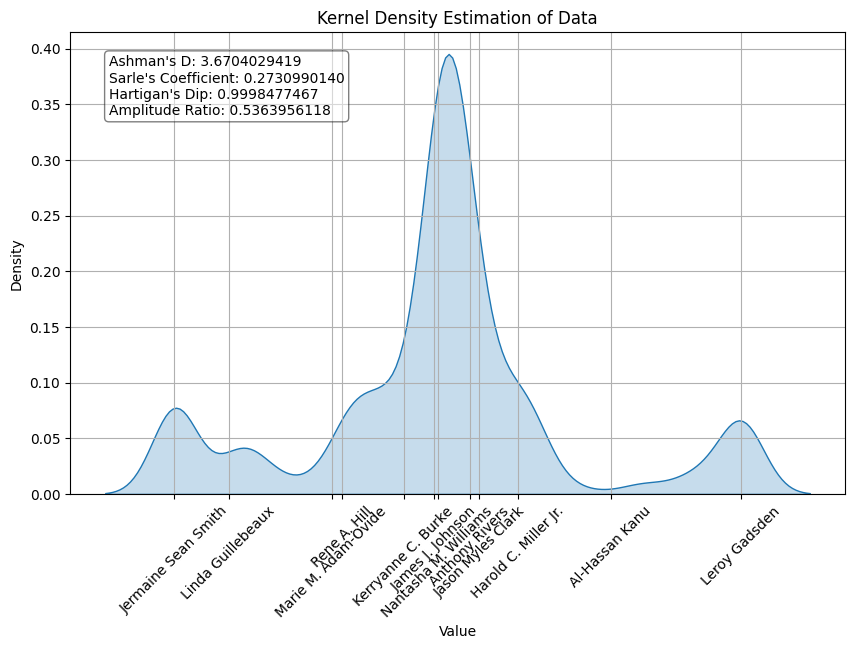 Kernel Density Estimation of Data
Ashman's D: 3.6704029419
Sarle's Coefficient: 0.2730990140
Hartigan's Dip: 0.9998477467
Amplitude Ratio: 0.5363956118
0.40
0.35
0.30
0.25
0.20
0.15
0.10
0.05
0.00
Density
Jermaine Sean Smith
Linda Guillebeaux
Rene A. Hill
Marie M. Adam-Ovide
Kerryanne C. Burke
James I. Johnson
Nantasha M. Williams
Anthony Rivers
Jason Myles Clark
Harold C. Miller Jr.
Al-Hassan Kanu
Leroy Gadsden
Value